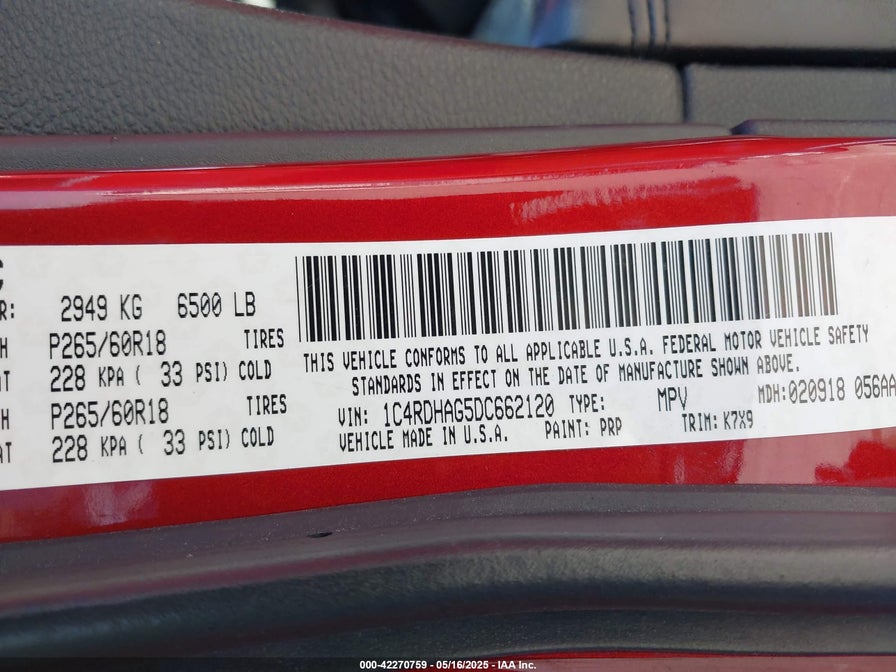 C
R: 2949 KG 6500 LB
H P265/60R18 TIRES
AT 228 KPA ( 33 PSI) COLD
H P265/60R18 TIRES
AT 228 KPA ( 33 PSI) COLD
THIS VEHICLE CONFORMS TO ALL APPLICABLE U.S.A. FEDERAL MOTOR VEHICLE SAFETY
STANDARDS IN EFFECT ON THE DATE OF MANUFACTURE SHOWN ABOVE.
VIN: 1C4RDHAG5DC662120 TYPE: MPV MDH:020918 056AA
VEHICLE MADE IN U.S.A. PAINT: PRP TRIM: K7X9
000-42270759 - 05/16/2025 - IAA Inc.